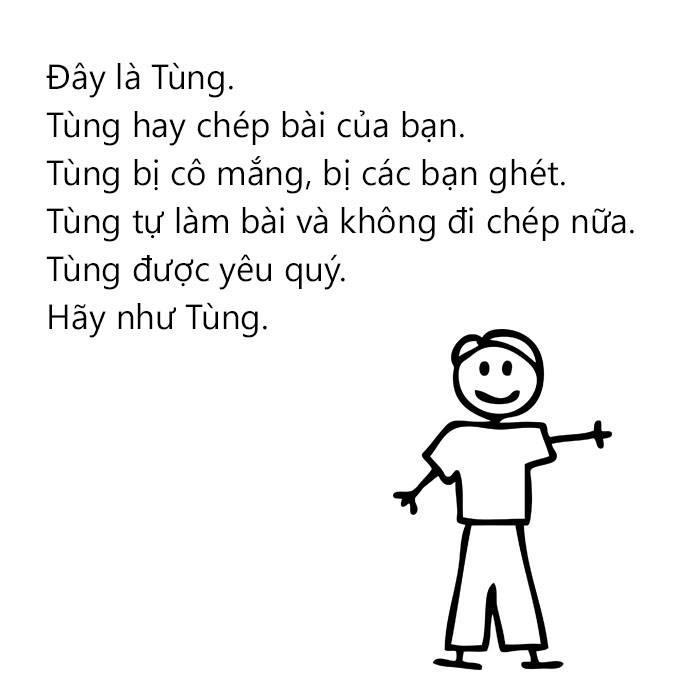 Đây là Tùng.
Tùng hay chép bài của bạn.
Tùng bị cô mắng, bị các bạn ghét.
Tùng tự làm bài và không đi chép nữa.
Tùng được yêu quý.
Hãy như Tùng.